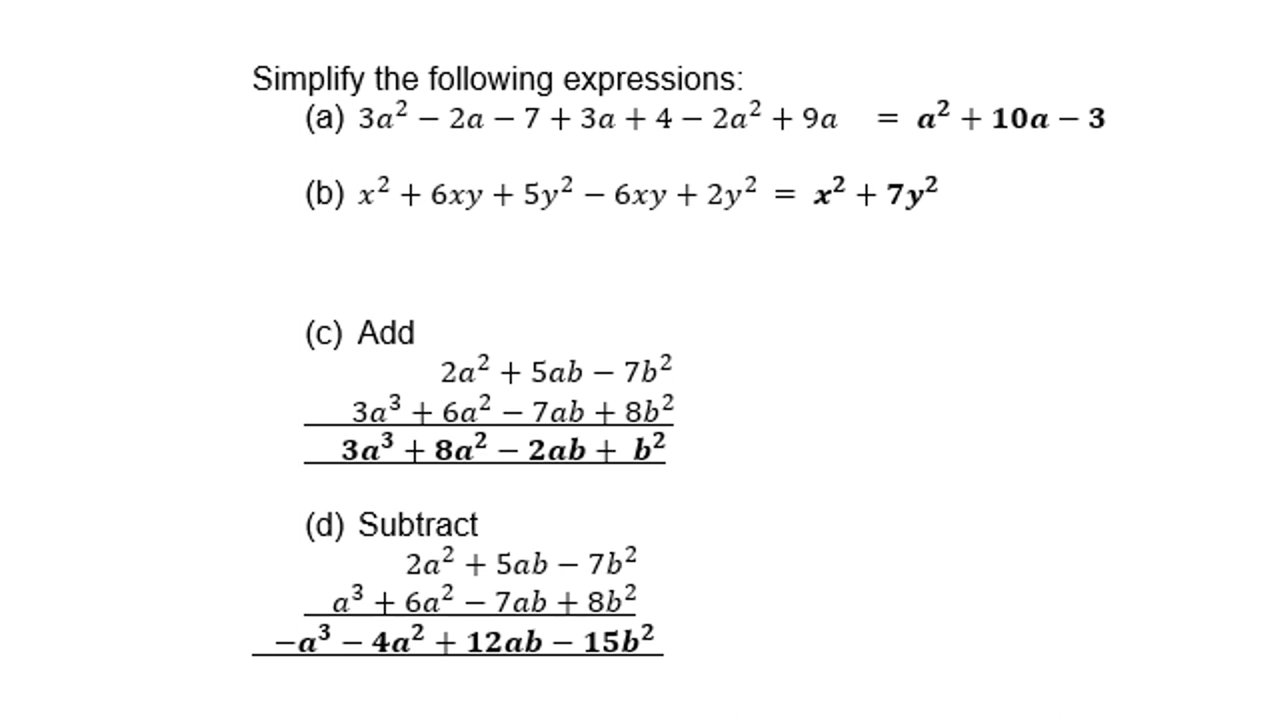 Simplify the following expressions:
(a) 3a² − 2a − 7 + 3a + 4 − 2a² + 9a = a² + 10a − 3
(b) x² + 6xy + 5y² − 6xy + 2y² = x² + 7y²
(c) Add
2a² + 5ab − 7b²
3a³ + 6a² − 7ab + 8b²
3a³ + 8a² − 2ab + b²
(d) Subtract
2a² + 5ab − 7b²
a³ + 6a² − 7ab + 8b²
−a³ − 4a² + 12ab − 15b²